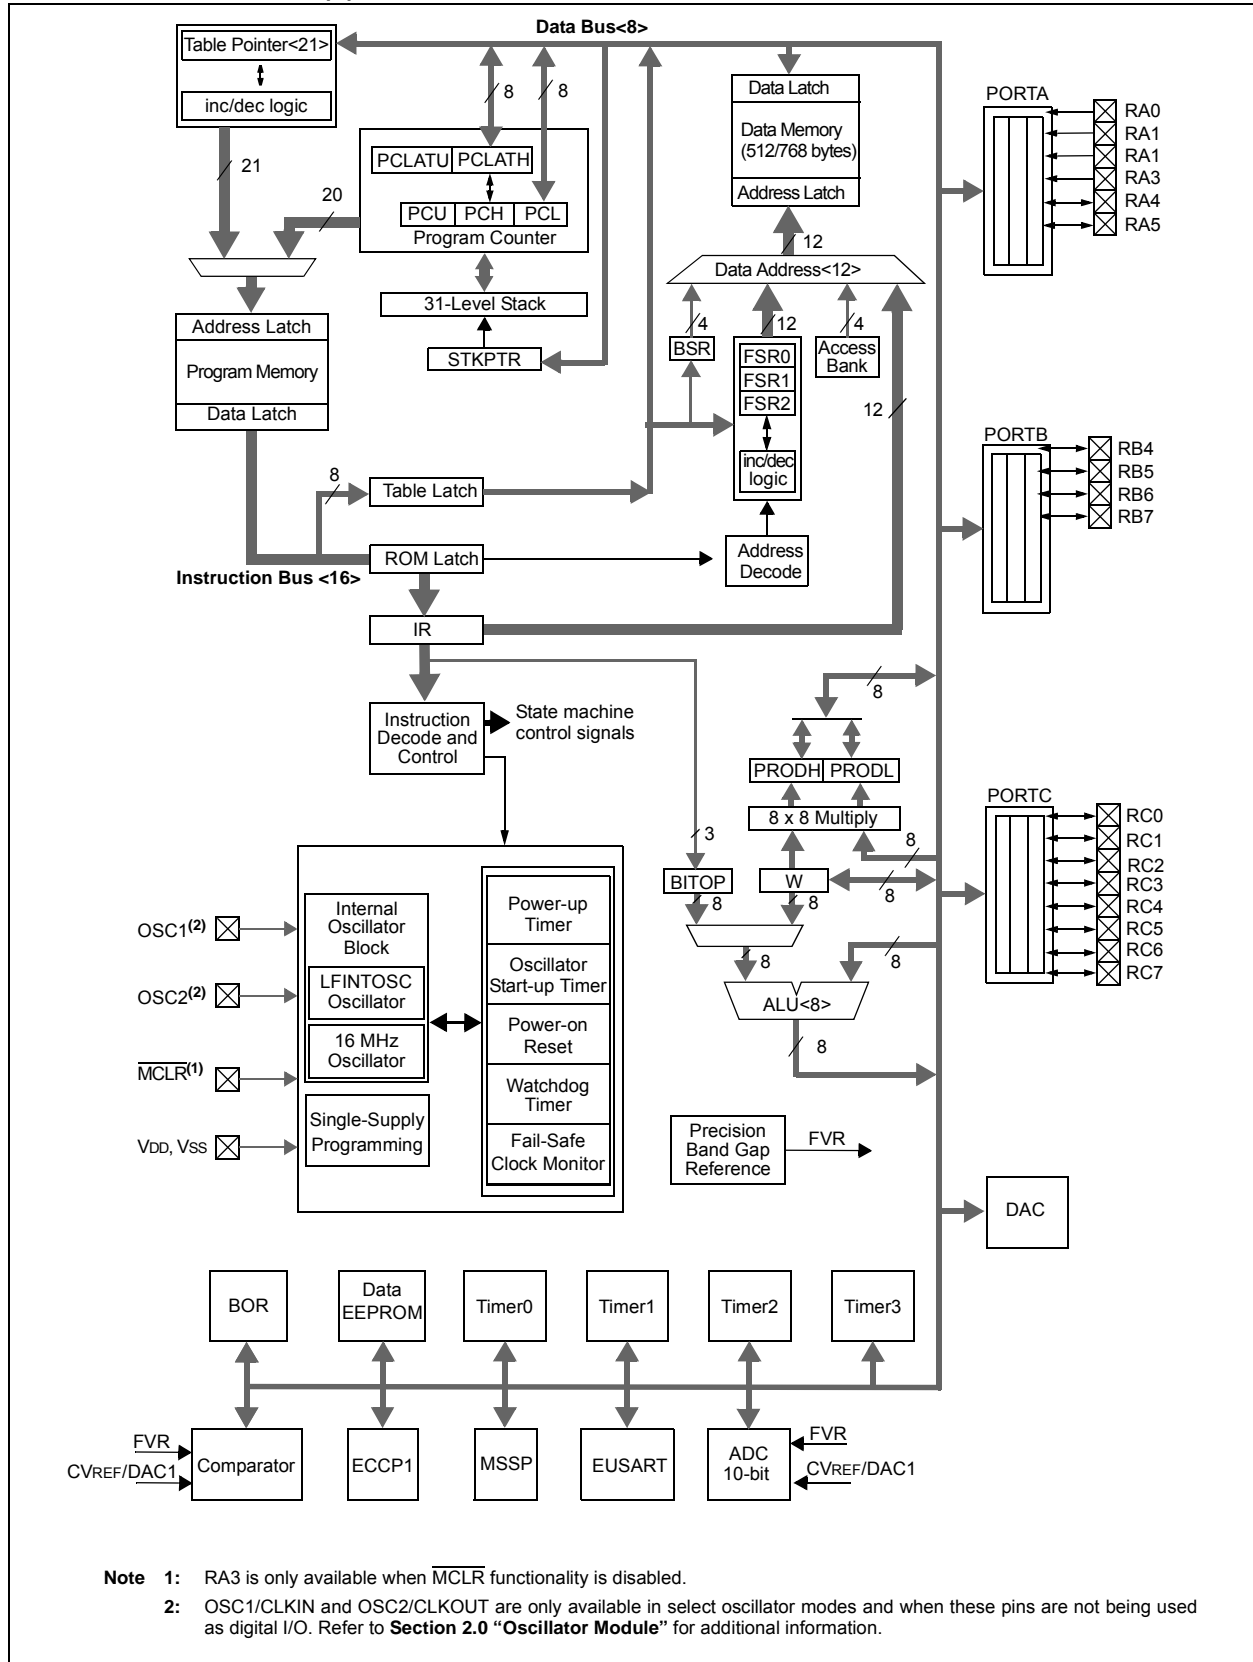 Data Bus<8>
Table Pointer<21>
inc/dec logic
21
20
8
8
PCLATU
PCLATH
PCU
PCH
PCL
Program Counter
31-Level Stack
STKPTR
Address Latch
Program Memory
Data Latch
8
Table Latch
ROM Latch
Instruction Bus <16>
IR
Data Latch
Data Memory
(512/768 bytes)
Address Latch
12
Data Address<12>
4
12
4
BSR
FSR0
FSR1
FSR2
inc/dec
logic
Access
Bank
12
Address
Decode
Instruction
Decode and
Control
State machine
control signals
8
PRODH
PRODL
8 x 8 Multiply
3
8
BITOP
W
8
8
8
8
8
ALU<8>
8
PORTA
RA0
RA1
RA1
RA3
RA4
RA5
PORTB
RB4
RB5
RB6
RB7
PORTC
RC0
RC1
RC2
RC3
RC4
RC5
RC6
RC7
OSC1(2)
OSC2(2)
MCLR(1)
VDD, VSS
Internal
Oscillator
Block
LFINTOSC
Oscillator
16 MHz
Oscillator
Single-Supply
Programming
Power-up
Timer
Oscillator
Start-up Timer
Power-on
Reset
Watchdog
Timer
Fail-Safe
Clock Monitor
Precision
Band Gap
Reference
FVR
DAC
BOR
Data
EEPROM
Timer0
Timer1
Timer2
Timer3
FVR
CVREF/DAC1
Comparator
ECCP1
MSSP
EUSART
ADC
10-bit
FVR
CVREF/DAC1
Note 1: RA3 is only available when MCLR functionality is disabled.
2: OSC1/CLKIN and OSC2/CLKOUT are only available in select oscillator modes and when these pins are not being used
as digital I/O. Refer to Section 2.0 “Oscillator Module” for additional information.